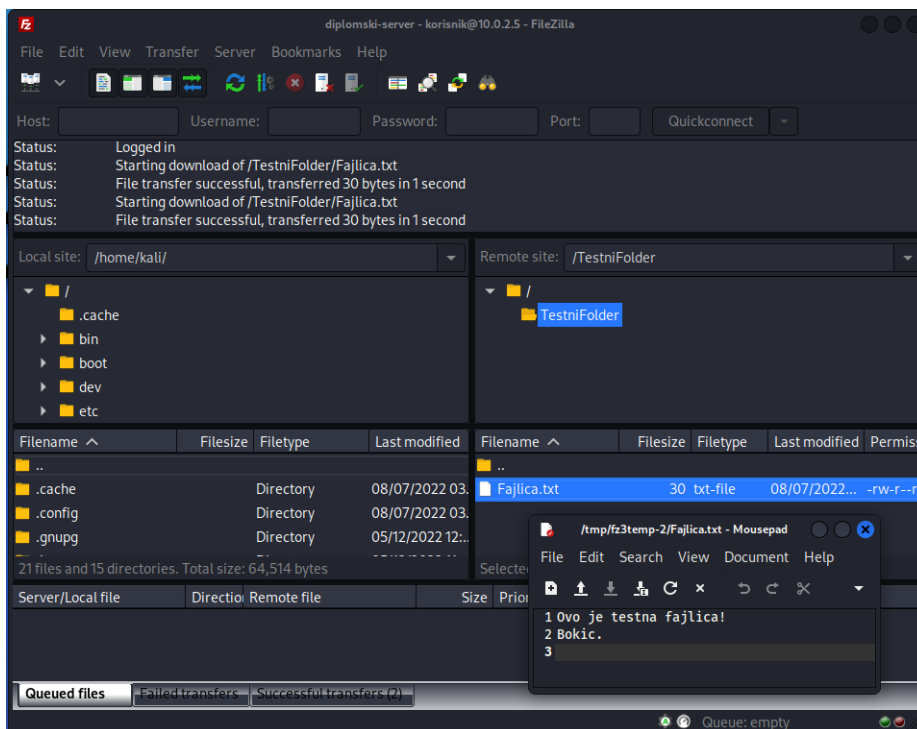 diplomski-server - korisnik@10.0.2.5 - FileZilla
File Edit View Transfer Server Bookmarks Help
Host: Username: Password: Port: Quickconnect
Status: Logged in
Status: Starting download of /TestniFolder/Fajlica.txt
Status: File transfer successful, transferred 30 bytes in 1 second
Status: Starting download of /TestniFolder/Fajlica.txt
Status: File transfer successful, transferred 30 bytes in 1 second
Local site: /home/kali/
/
.cache
bin
boot
dev
etc
Remote site: /TestniFolder
/
TestniFolder
Filename Filesize Filetype Last modified
..
.cache Directory 08/07/2022 03.
.config Directory 08/07/2022 03.
.gnupg Directory 05/12/2022 12:..
21 files and 15 directories. Total size: 64,514 bytes
Filename Filesize Filetype Last modified Permis
..
Fajlica.txt 30 txt-file 08/07/2022... -rw-r--r
Selected
/tmp/fz3temp-2/Fajlica.txt - Mousepad
File Edit Search View Document Help
1 Ovo je testna fajlica!
2 Bokic.
3
Server/Local file Direction Remote file Size Prior
Queued files Failed transfers Successful transfers (2)
Queue: empty